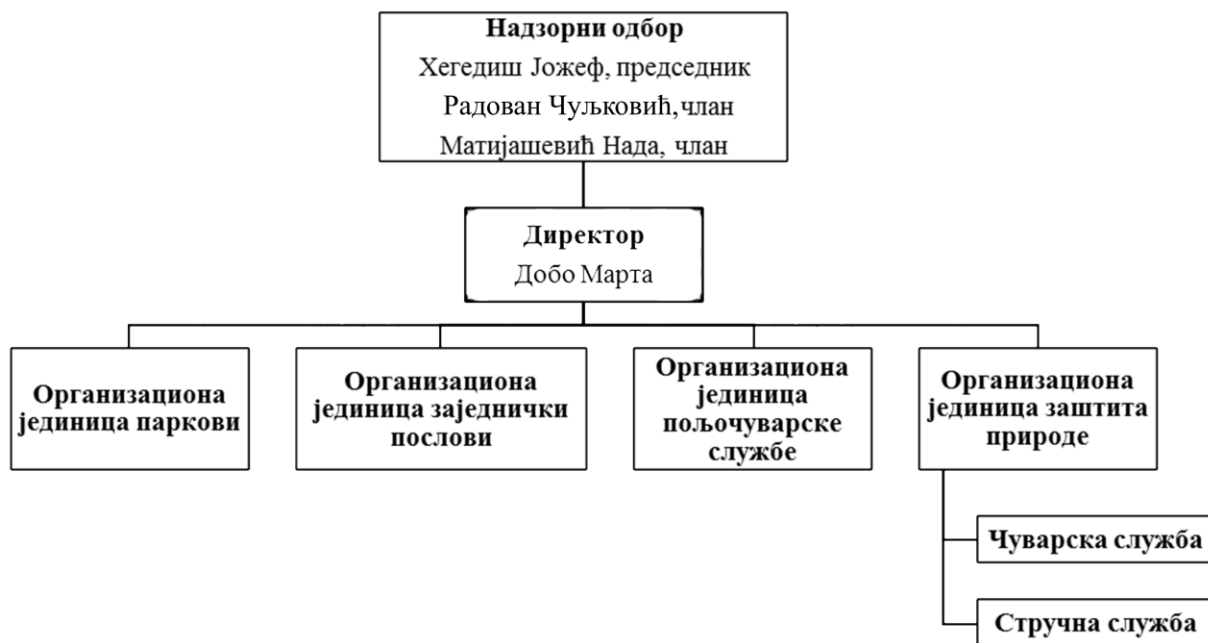 Надзорни одбор
Хегедиш Јожеф, председник
Радован Чуљковић,члан
Матијашевић Нада, члан
Директор
Добо Марта
Организациона
јединица паркови
Организациона
јединица заједнички
послови
Организациона
јединица
пољочуварске
службе
Организациона
јединица заштита
природе
Чуварска служба
Стручна служба